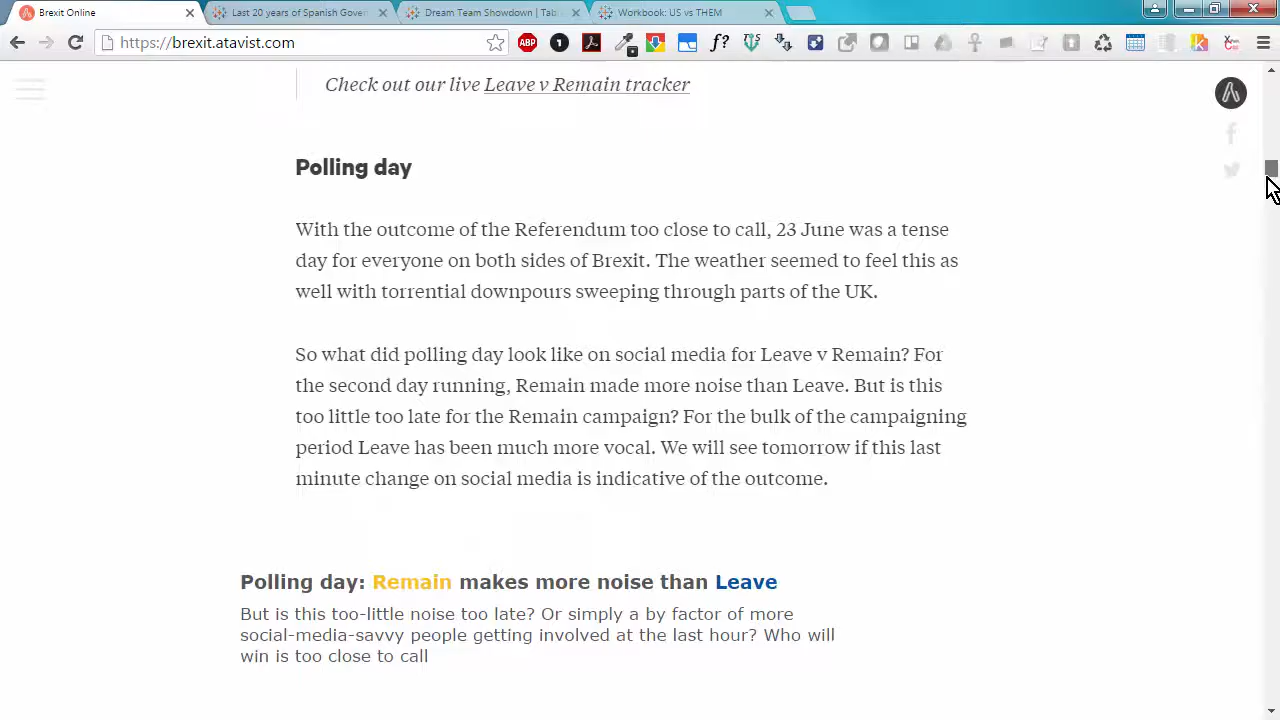 Brexit Online
Last 20 years of Spanish Gover
Dream Team Showdown | Tab
Workbook: US vs THEM
https://brexit.atavist.com
ABP
1
f?
Check out our live Leave v Remain tracker
Polling day
With the outcome of the Referendum too close to call, 23 June was a tense
day for everyone on both sides of Brexit. The weather seemed to feel this as
well with torrential downpours sweeping through parts of the UK.
So what did polling day look like on social media for Leave v Remain? For
the second day running, Remain made more noise than Leave. But is this
too little too late for the Remain campaign? For the bulk of the campaigning
period Leave has been much more vocal. We will see tomorrow if this last
minute change on social media is indicative of the outcome.
Polling day: Remain makes more noise than Leave
But is this too-little noise too late? Or simply a by factor of more
social-media-savvy people getting involved at the last hour? Who will
win is too close to call